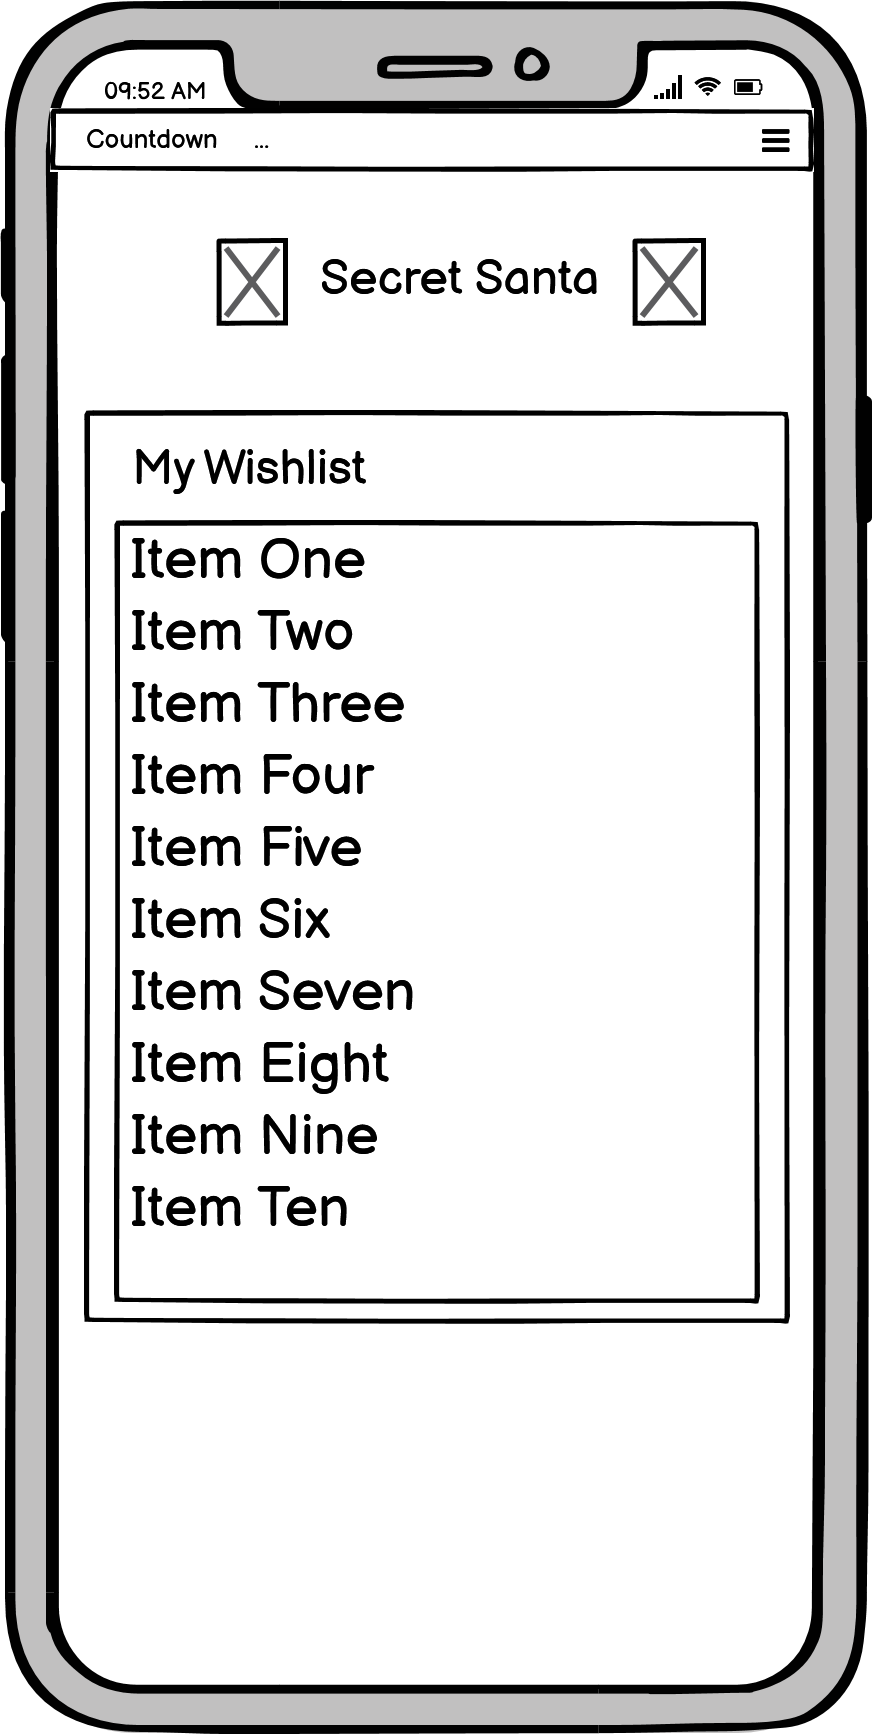 09:52 AM
Countdown ...
Secret Santa
My Wishlist
Item One
Item Two
Item Three
Item Four
Item Five
Item Six
Item Seven
Item Eight
Item Nine
Item Ten